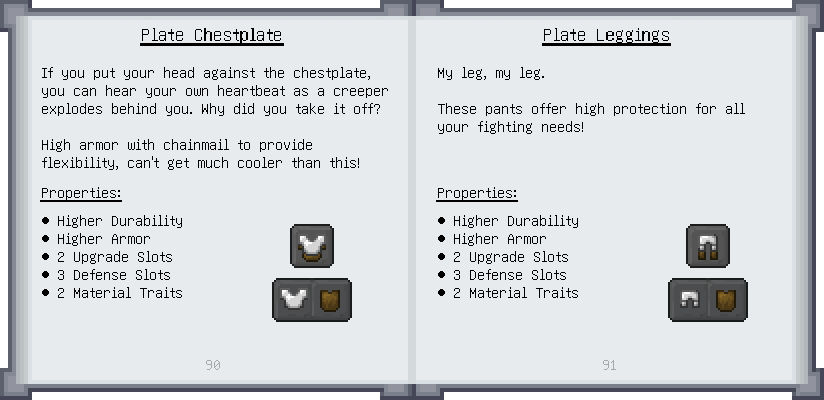 Plate Chestplate
If you put your head against the chestplate,
you can hear your own heartbeat as a creeper
explodes behind you. Why did you take it off?
High armor with chainmail to provide
flexibility, can't get much cooler than this!
Properties:
● Higher Durability
● Higher Armor
● 2 Upgrade Slots
● 3 Defense Slots
● 2 Material Traits
90
Plate Leggings
My leg, my leg.
These pants offer high protection for all
your fighting needs!
Properties:
● Higher Durability
● Higher Armor
● 2 Upgrade Slots
● 3 Defense Slots
● 2 Material Traits
91